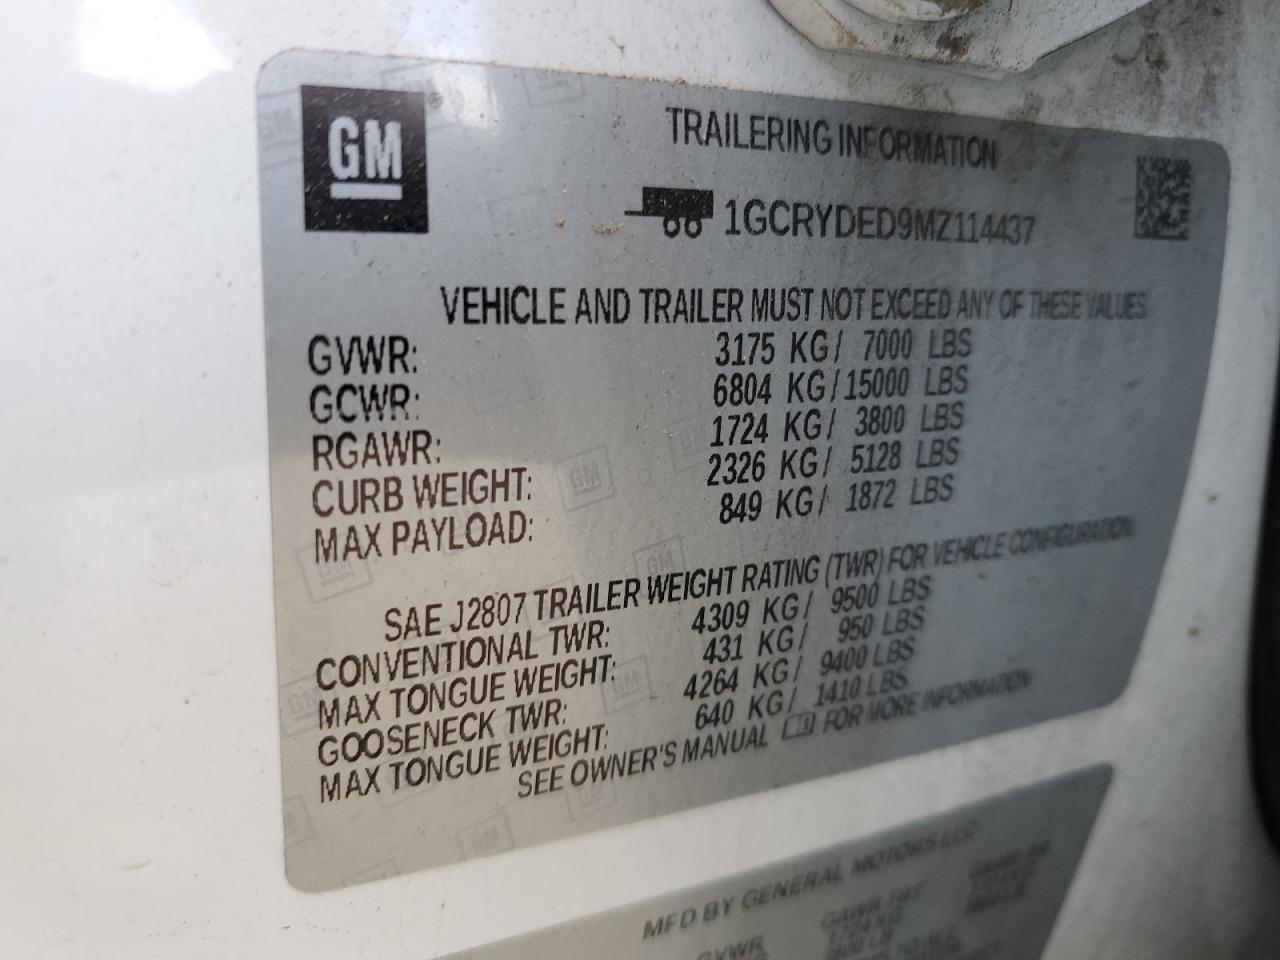 GM
TRAILERING INFORMATION
1GCRYDED9MZ114437
VEHICLE AND TRAILER MUST NOT EXCEED ANY OF THESE VALUES
GVWR: 3175 KG/ 7000 LBS
GCWR: 6804 KG/15000 LBS
RGAWR: 1724 KG/ 3800 LBS
CURB WEIGHT: 2326 KG/ 5128 LBS
MAX PAYLOAD: 849 KG/ 1872 LBS
SAE J2807 TRAILER WEIGHT RATING (TWR) FOR VEHICLE CONFIGURATION.
CONVENTIONAL TWR: 4309 KG/ 9500 LBS
MAX TONGUE WEIGHT: 431 KG/ 950 LBS
GOOSENECK TWR: 4264 KG/ 9400 LBS
MAX TONGUE WEIGHT: 640 KG/ 1410 LBS
SEE OWNER'S MANUAL FOR MORE INFORMATION
MFD BY GENERAL MOTORS LLC
GVWR GAWR FRT